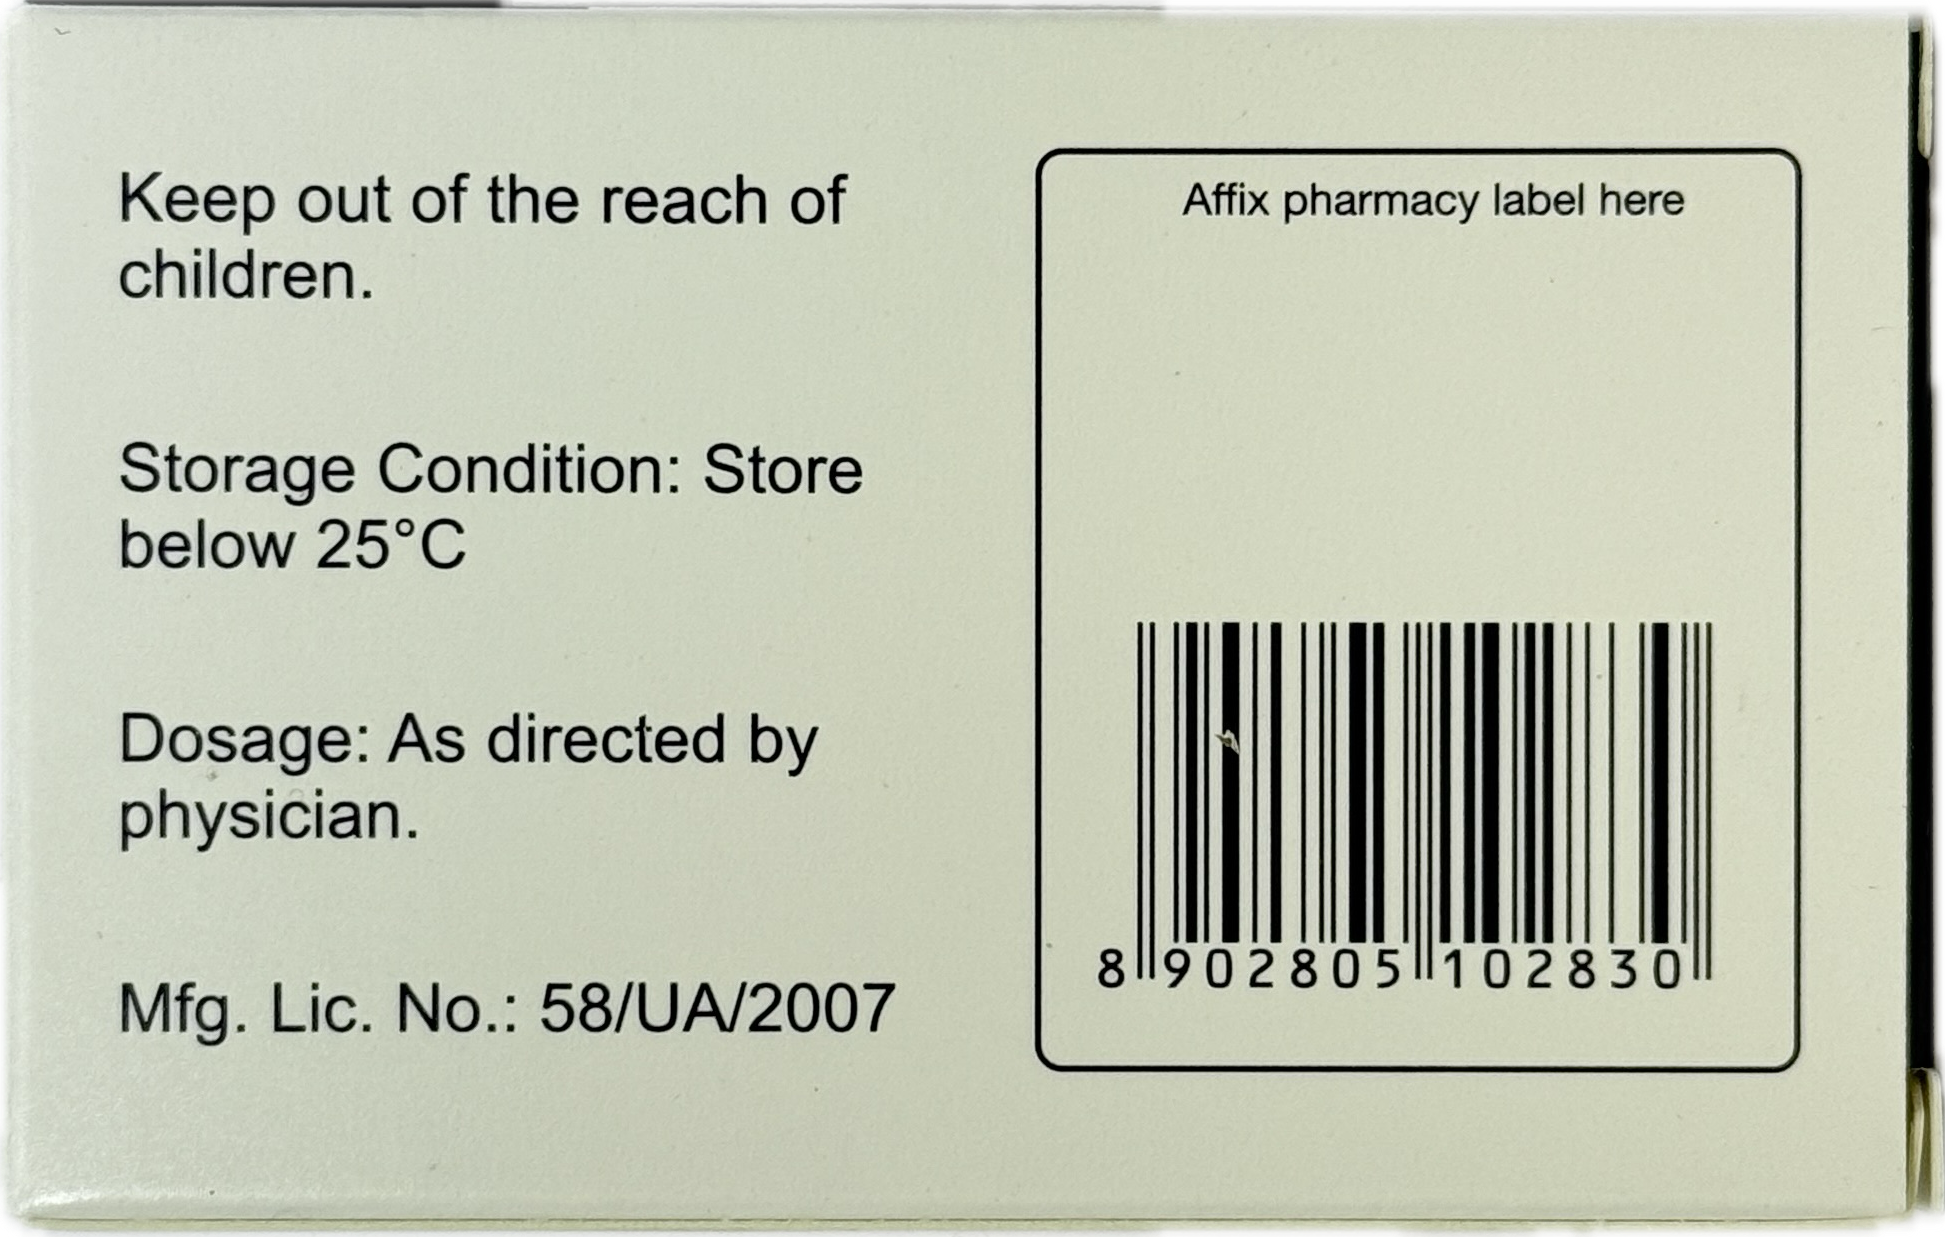 Keep out of the reach of
children.
Storage Condition: Store
below 25°C
Dosage: As directed by
physician.
Mfg. Lic. No.: 58/UA/2007
Affix pharmacy label here
8 902805 102830